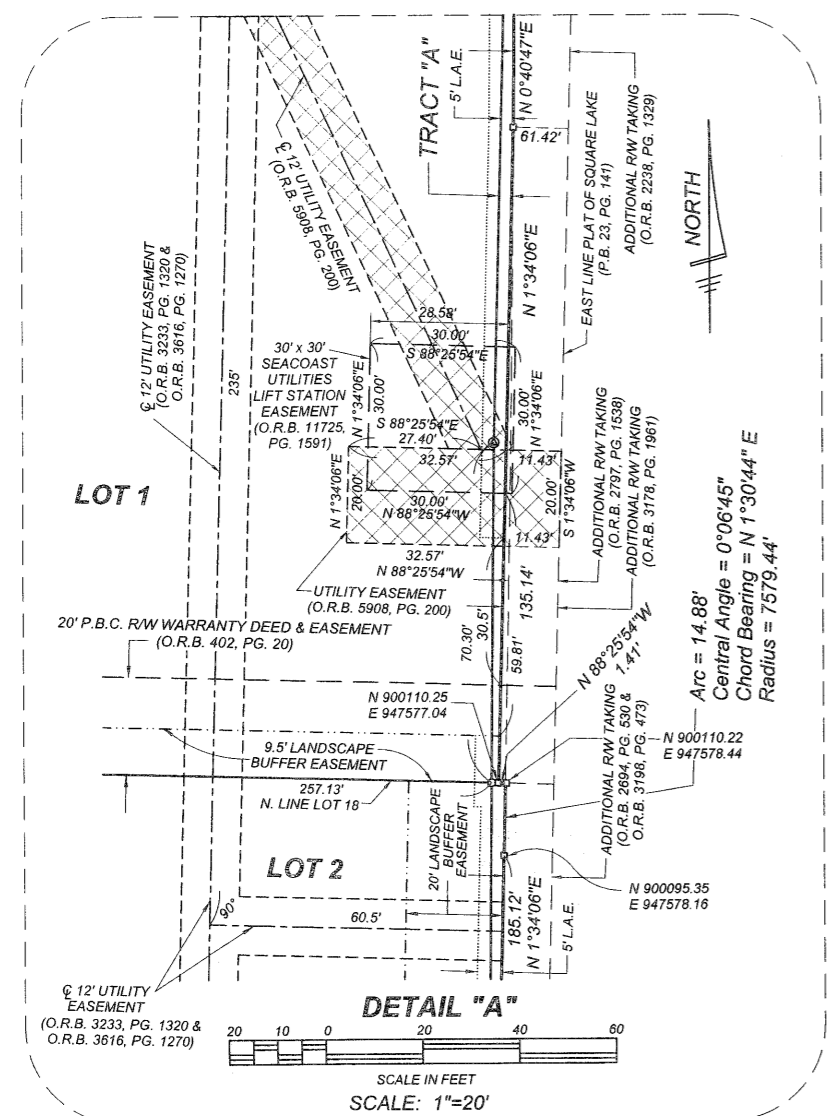 TRACT "A"
5' L.A.E.
N 0°40'47"E
61.42'
EAST LINE PLAT OF SQUARE LAKE
(P.B. 23, PG. 141)
ADDITIONAL R/W TAKING
(O.R.B. 2238, PG. 1329)
NORTH
℄ 12' UTILITY EASEMENT
(O.R.B. 5908, PG. 200)
℄ 12' UTILITY EASEMENT
(O.R.B. 3233, PG. 1320 &
O.R.B. 3616, PG. 1270)
235'
N 1°34'06"E
28.58'
30.00'
S 88°25'54"E
30' x 30'
SEACOAST
UTILITIES
LIFT STATION
EASEMENT
(O.R.B. 11725,
PG. 1591)
N 1°34'06"E
30.00'
30.00'
N 1°34'06"E
S 88°25'54"E
27.40'
32.57'
11.43'
LOT 1
N 1°34'06"E
20.00'
30.00'
N 88°25'54"W
20.00'
S 1°34'06"W
11.43'
32.57'
N 88°25'54"W
UTILITY EASEMENT
(O.R.B. 5908, PG. 200)
135.14'
ADDITIONAL R/W TAKING
(O.R.B. 2797, PG. 1538)
ADDITIONAL R/W TAKING
(O.R.B. 3178, PG. 1961)
Arc = 14.88'
Central Angle = 0°06'45"
Chord Bearing = N 1°30'44" E
Radius = 7579.44'
20' P.B.C. R/W WARRANTY DEED & EASEMENT
(O.R.B. 402, PG. 20)
70.30'
30.5'
59.81'
N 88°25'54"W
1.41'
N 900110.25
E 947577.04
N 900110.22
E 947578.44
9.5' LANDSCAPE
BUFFER EASEMENT
257.13'
N. LINE LOT 18
ADDITIONAL R/W TAKING
(O.R.B. 2694, PG. 530 &
O.R.B. 3198, PG. 473)
LOT 2
20' LANDSCAPE
BUFFER
EASEMENT
N 900095.35
E 947578.16
90°
60.5'
185.12'
N 1°34'06"E
5' L.A.E.
℄ 12' UTILITY
EASEMENT
(O.R.B. 3233, PG. 1320 &
O.R.B. 3616, PG. 1270)
DETAIL "A"
20 10 0 20 40 60
SCALE IN FEET
SCALE: 1"=20'